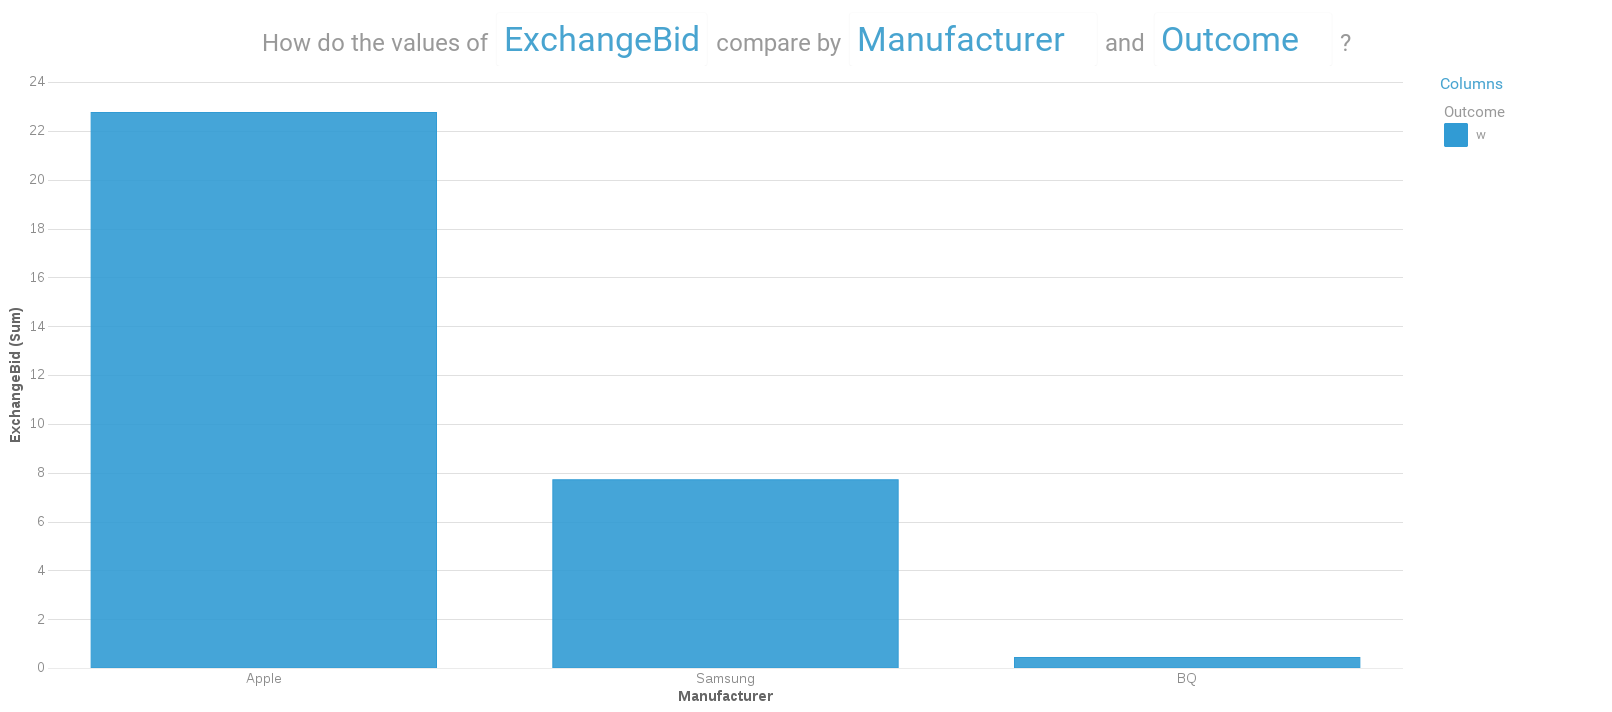 How do the values of ExchangeBid compare by Manufacturer and Outcome ?
Columns
Outcome
w
24
22
20
18
16
14
12
10
8
6
4
2
0
ExchangeBid (Sum)
Apple Samsung BQ
Manufacturer